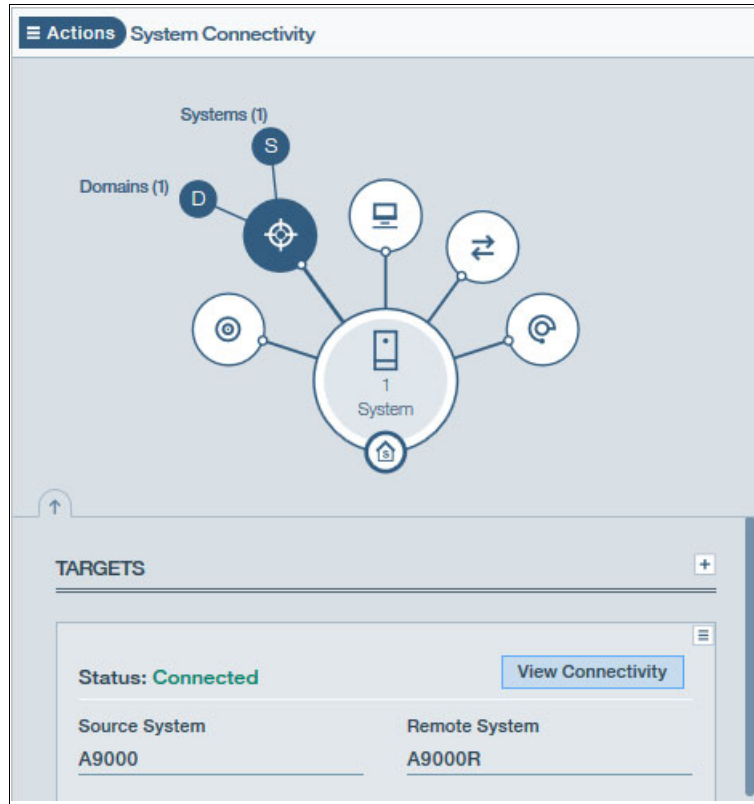 Actions System Connectivity
Systems (1)
S
Domains (1)
D
1
System
S
TARGETS
Status: Connected
View Connectivity
Source System
Remote System
A9000
A9000R